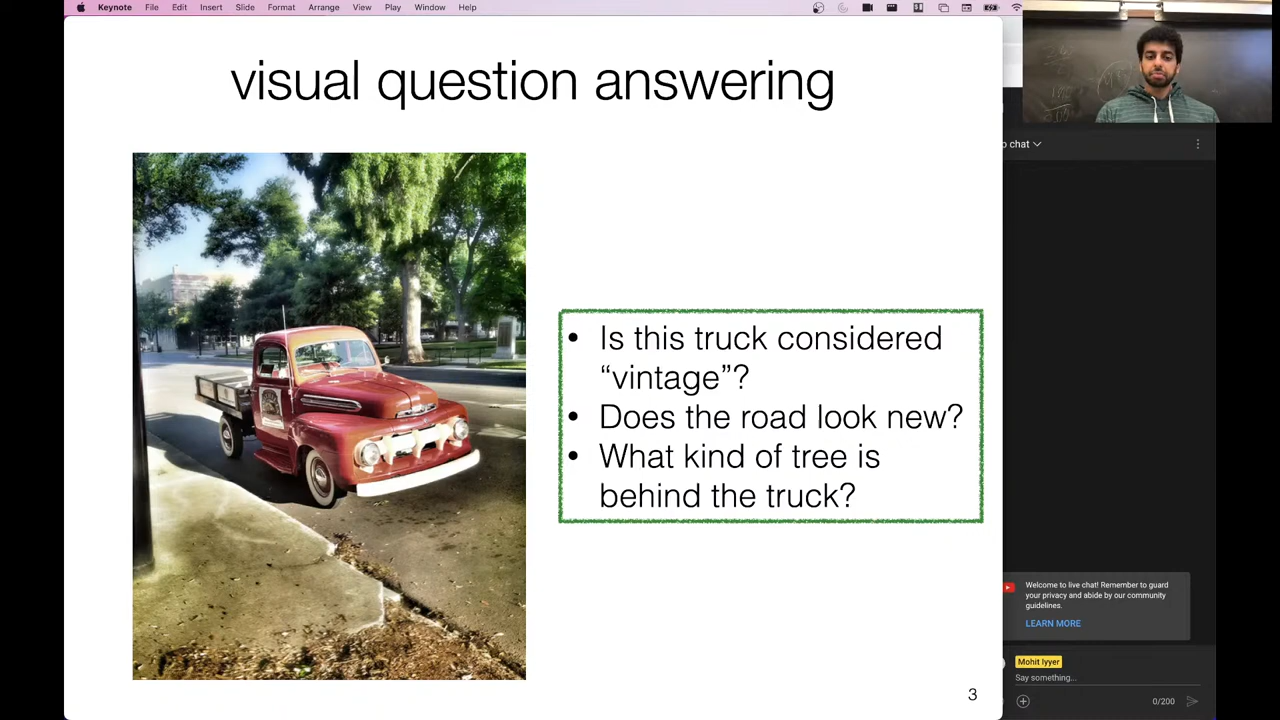 Keynote File Edit Insert Slide Format Arrange View Play Window Help
visual question answering
• Is this truck considered
“vintage”?
• Does the road look new?
• What kind of tree is
behind the truck?
3
chat
Welcome to live chat! Remember to guard
your privacy and abide by our community
guidelines.
LEARN MORE
Mohit Iyyer
Say something...
0/200